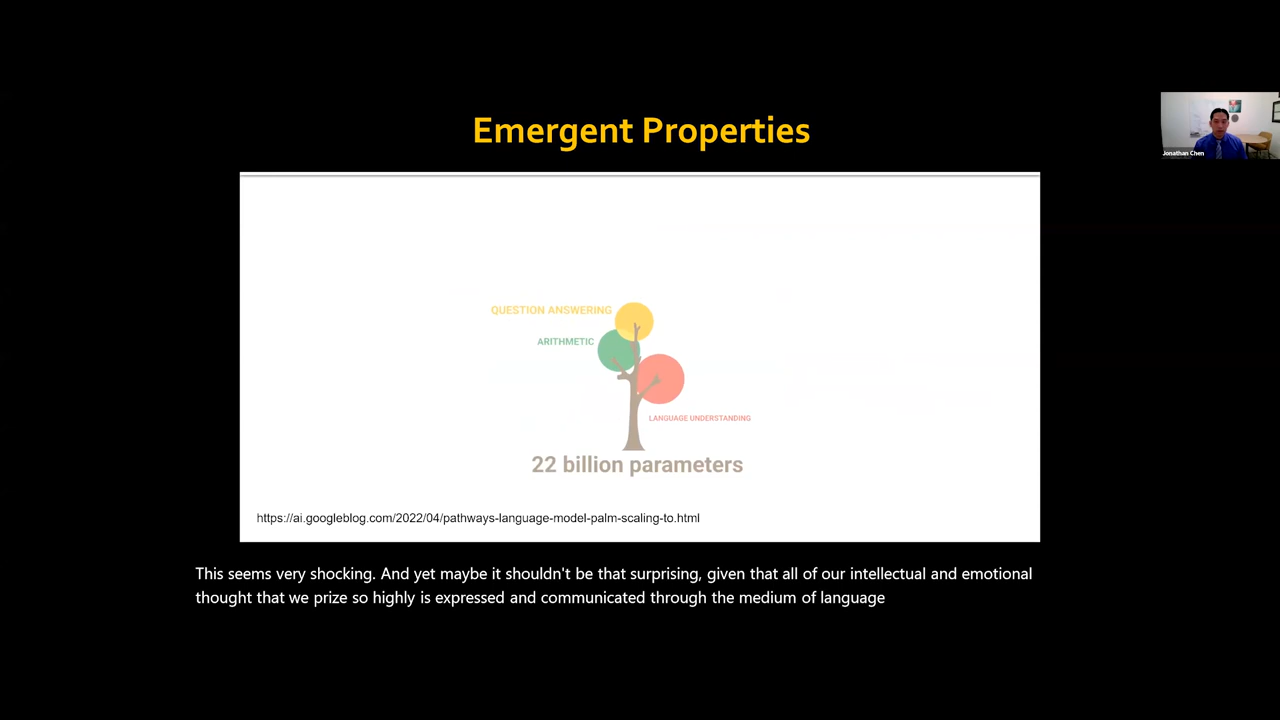 Emergent Properties
Jonathan Chen
QUESTION ANSWERING
ARITHMETIC
LANGUAGE UNDERSTANDING
22 billion parameters
https://ai.googleblog.com/2022/04/pathways-language-model-palm-scaling-to.html
This seems very shocking. And yet maybe it shouldn't be that surprising, given that all of our intellectual and emotional
thought that we prize so highly is expressed and communicated through the medium of language